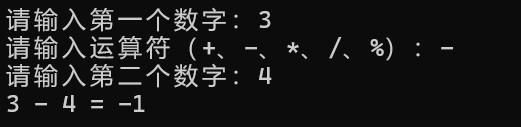 请输入第一个数字: 3
请输入运算符 (+、-、*、/、%) : -
请输入第二个数字: 4
3 - 4 = -1